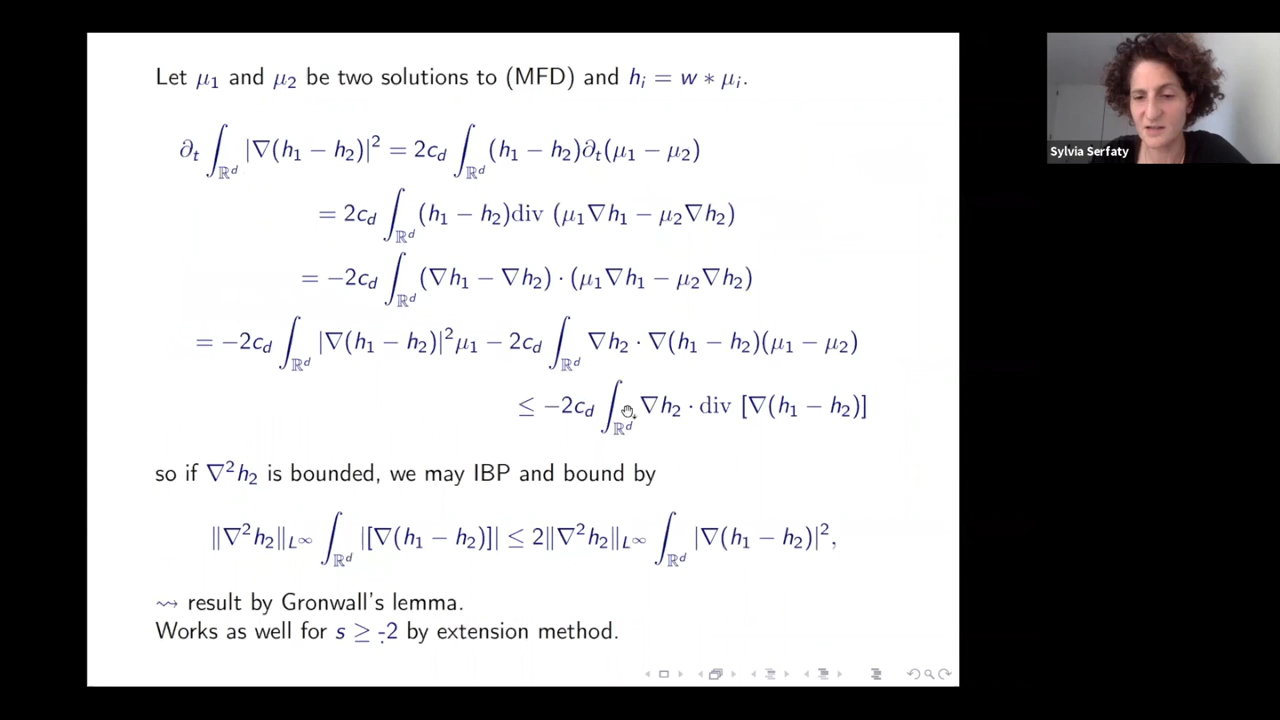 Let μ₁ and μ₂ be two solutions to (MFD) and hᵢ = w ∗ μᵢ.
∂ₜ ∫_{ℝᵈ} |∇(h₁ − h₂)|² = 2c_d ∫_{ℝᵈ} (h₁ − h₂)∂ₜ(μ₁ − μ₂)
= 2c_d ∫_{ℝᵈ} (h₁ − h₂)div (μ₁∇h₁ − μ₂∇h₂)
= −2c_d ∫_{ℝᵈ} (∇h₁ − ∇h₂) · (μ₁∇h₁ − μ₂∇h₂)
= −2c_d ∫_{ℝᵈ} |∇(h₁ − h₂)|²μ₁ − 2c_d ∫_{ℝᵈ} ∇h₂ · ∇(h₁ − h₂)(μ₁ − μ₂)
≤ −2c_d ∫_{ℝᵈ} ∇h₂ · div [∇(h₁ − h₂)]
so if ∇²h₂ is bounded, we may IBP and bound by
‖∇²h₂‖_{L^∞} ∫_{ℝᵈ} |[∇(h₁ − h₂)]| ≤ 2‖∇²h₂‖_{L^∞} ∫_{ℝᵈ} |∇(h₁ − h₂)|²,
⇝ result by Gronwall's lemma.
Works as well for s ≥ -2 by extension method.
Sylvia Serfaty